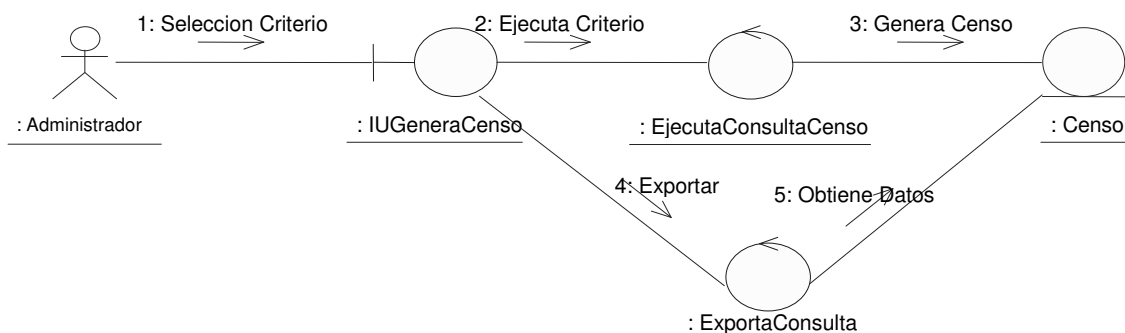 1: Seleccion Criterio
2: Ejecuta Criterio
3: Genera Censo
: Administrador
: IUGeneraCenso
: EjecutaConsultaCenso
: Censo
4: Exportar
5: Obtiene Datos
: ExportaConsulta